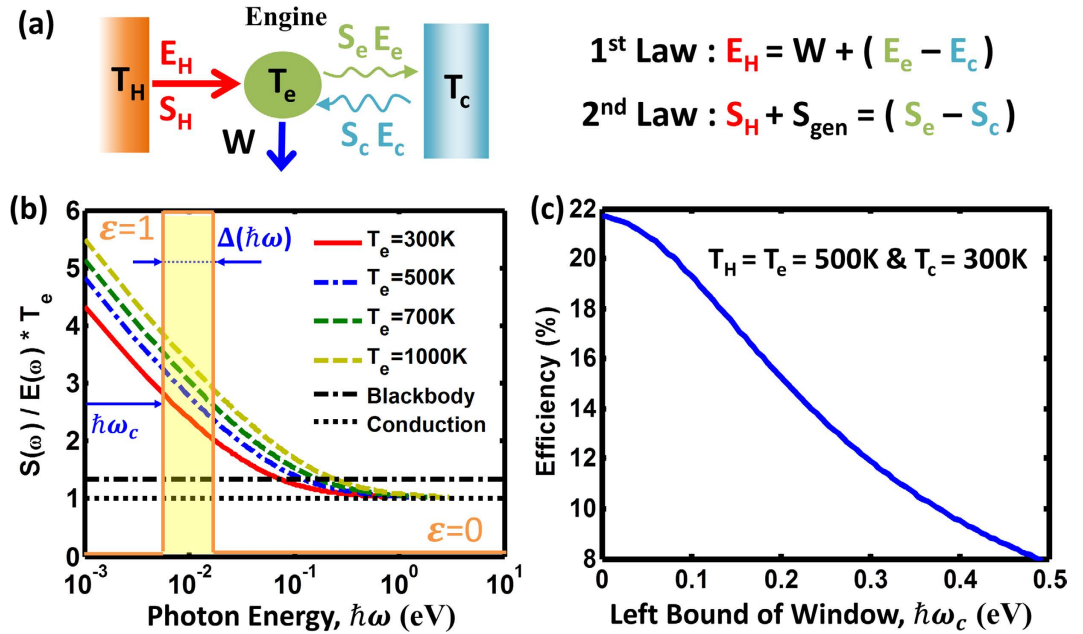 (a)
Engine
T_H
E_H
S_H
T_e
S_e E_e
S_c E_c
T_c
W
1st Law : E_H = W + ( E_e − E_c)
2nd Law : S_H + S_gen = ( S_e − S_c)
(b)
S(ω) / E(ω) * T_e
6
5
4
3
2
1
0
ε=1
Δ(ħω)
ħω_c
T_e=300K
T_e=500K
T_e=700K
T_e=1000K
Blackbody
Conduction
ε=0
10^-3
10^-2
10^-1
10^0
10^1
Photon Energy, ħω (eV)
(c)
Efficiency (%)
22
20
18
16
14
12
10
8
T_H = T_e = 500K & T_c = 300K
0
0.1
0.2
0.3
0.4
0.5
Left Bound of Window, ħω_c (eV)